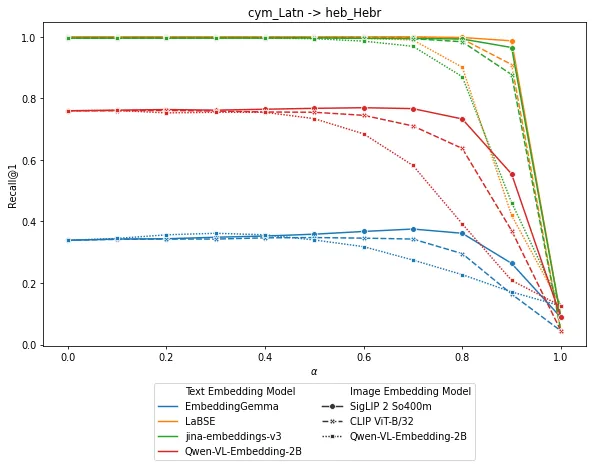 cym_Latn -> heb_Hebr
Recall@1
1.0
0.8
0.6
0.4
0.2
0.0
0.0 0.2 0.4 0.6 0.8 1.0
α
Text Embedding Model
EmbeddingGemma
LaBSE
jina-embeddings-v3
Qwen-VL-Embedding-2B
Image Embedding Model
SigLIP 2 So400m
CLIP ViT-B/32
Qwen-VL-Embedding-2B